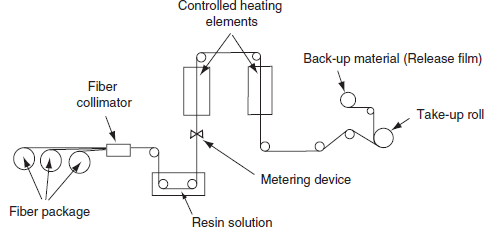 Controlled heating
elements
Back-up material (Release film)
Fiber
collimator
Take-up roll
Metering device
Fiber package
Resin solution